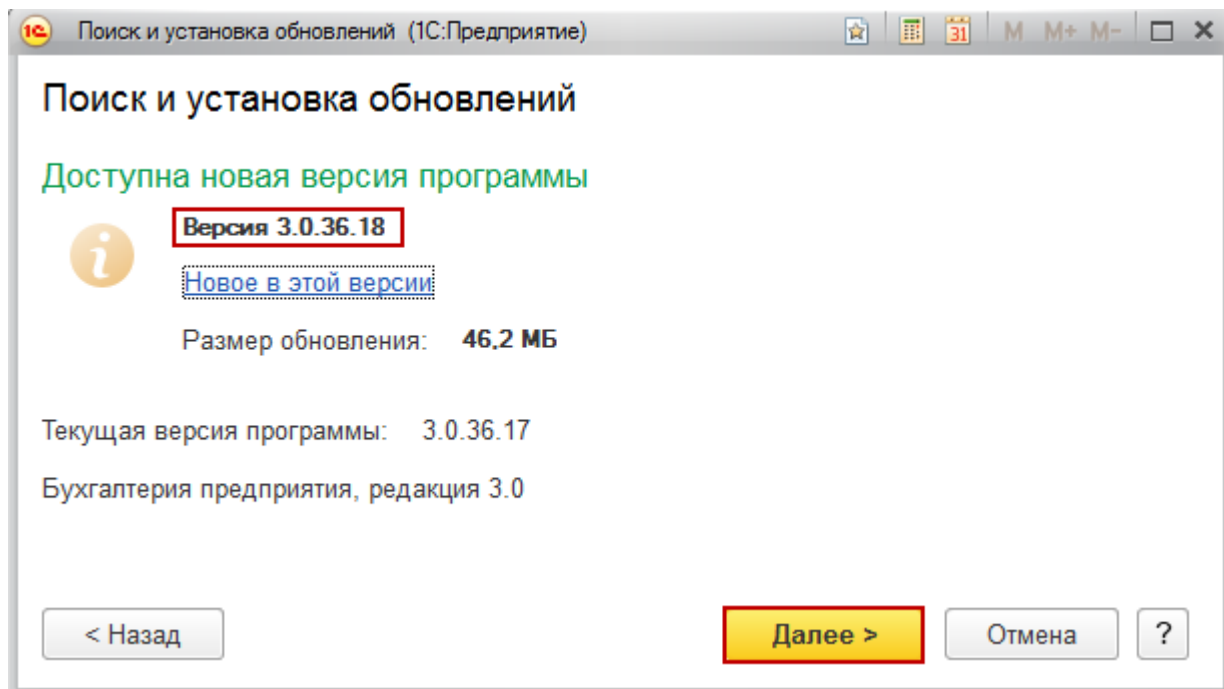 1С Поиск и установка обновлений (1С:Предприятие) 31 M M+ M-
Поиск и установка обновлений
Доступна новая версия программы
i Версия 3.0.36.18
Новое в этой версии
Размер обновления: 46,2 МБ
Текущая версия программы: 3.0.36.17
Бухгалтерия предприятия, редакция 3.0
< Назад Далее > Отмена ?